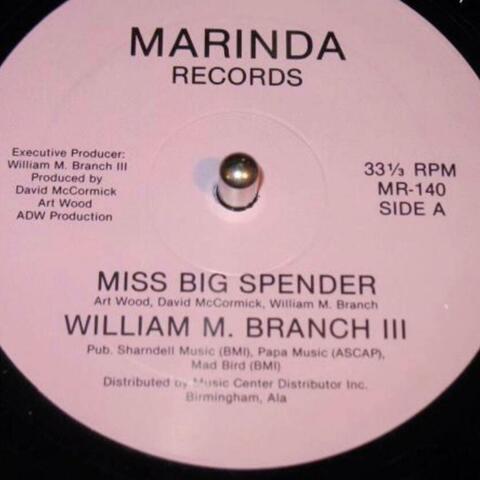 MARINDA
RECORDS
Executive Producer:
William M. Branch III
Produced by
David McCormick
Art Wood
ADW Production
33⅓ RPM
MR-140
SIDE A
MISS BIG SPENDER
Art Wood, David McCormick, William M. Branch
WILLIAM M. BRANCH III
Pub. Sharndell Music (BMI), Papa Music (ASCAP),
Mad Bird (BMI)
Distributed by Music Center Distributor Inc.
Birmingham, Ala